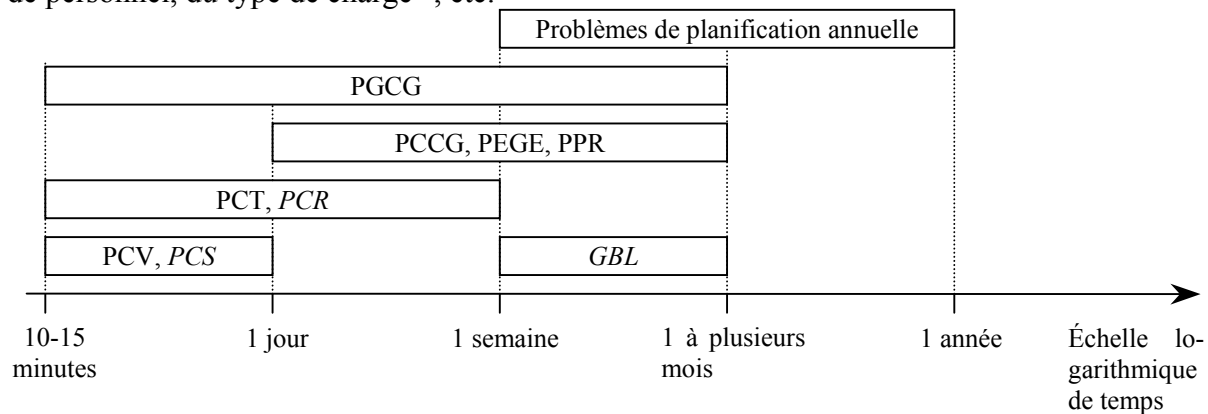 de personnel, du type de charge , etc.
Problèmes de planification annuelle
PGCG
PCCG, PEGE, PPR
PCT, PCR
PCV, PCS
GBL
10-15
minutes
1 jour
1 semaine
1 à plusieurs
mois
1 année
Échelle lo-
garithmique
de temps